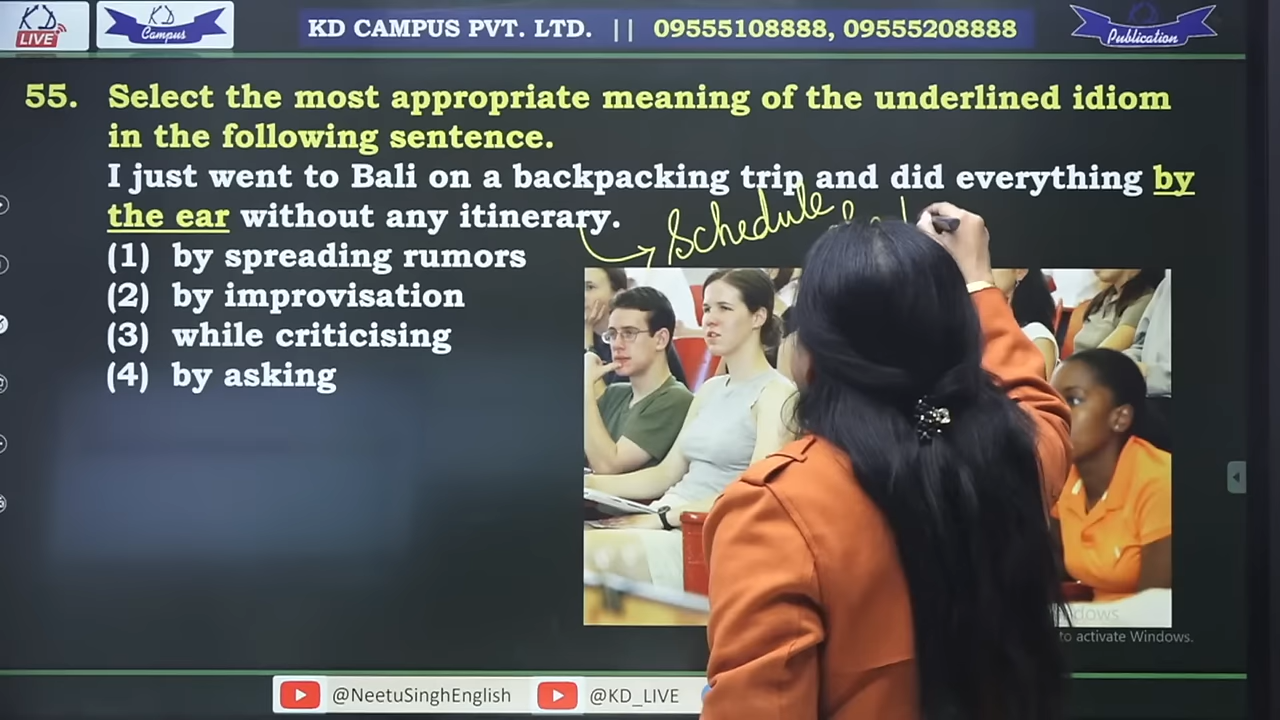 KD
LIVE
KD
Campus
KD CAMPUS PVT. LTD. || 09555108888, 09555208888
Publication
55. Select the most appropriate meaning of the underlined idiom
in the following sentence.
I just went to Bali on a backpacking trip and did everything by
the ear without any itinerary.
Schedule
(1) by spreading rumors
(2) by improvisation
(3) while criticising
(4) by asking
to activate Windows.
@NeetuSinghEnglish
@KD_LIVE